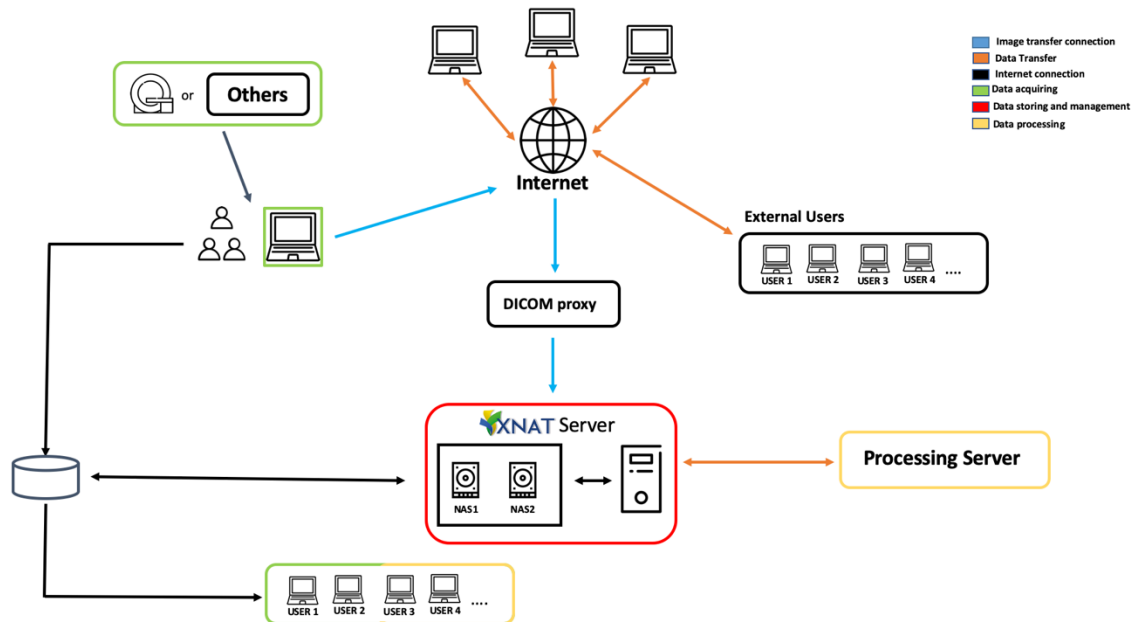 Image transfer connection
Data Transfer
Internet connection
Data acquiring
Data storing and management
Data processing
or
Others
Internet
External Users
USER 1 USER 2 USER 3 USER 4 ....
DICOM proxy
XNAT Server
NAS1 NAS2
Processing Server
USER 1 USER 2 USER 3 USER 4 ....